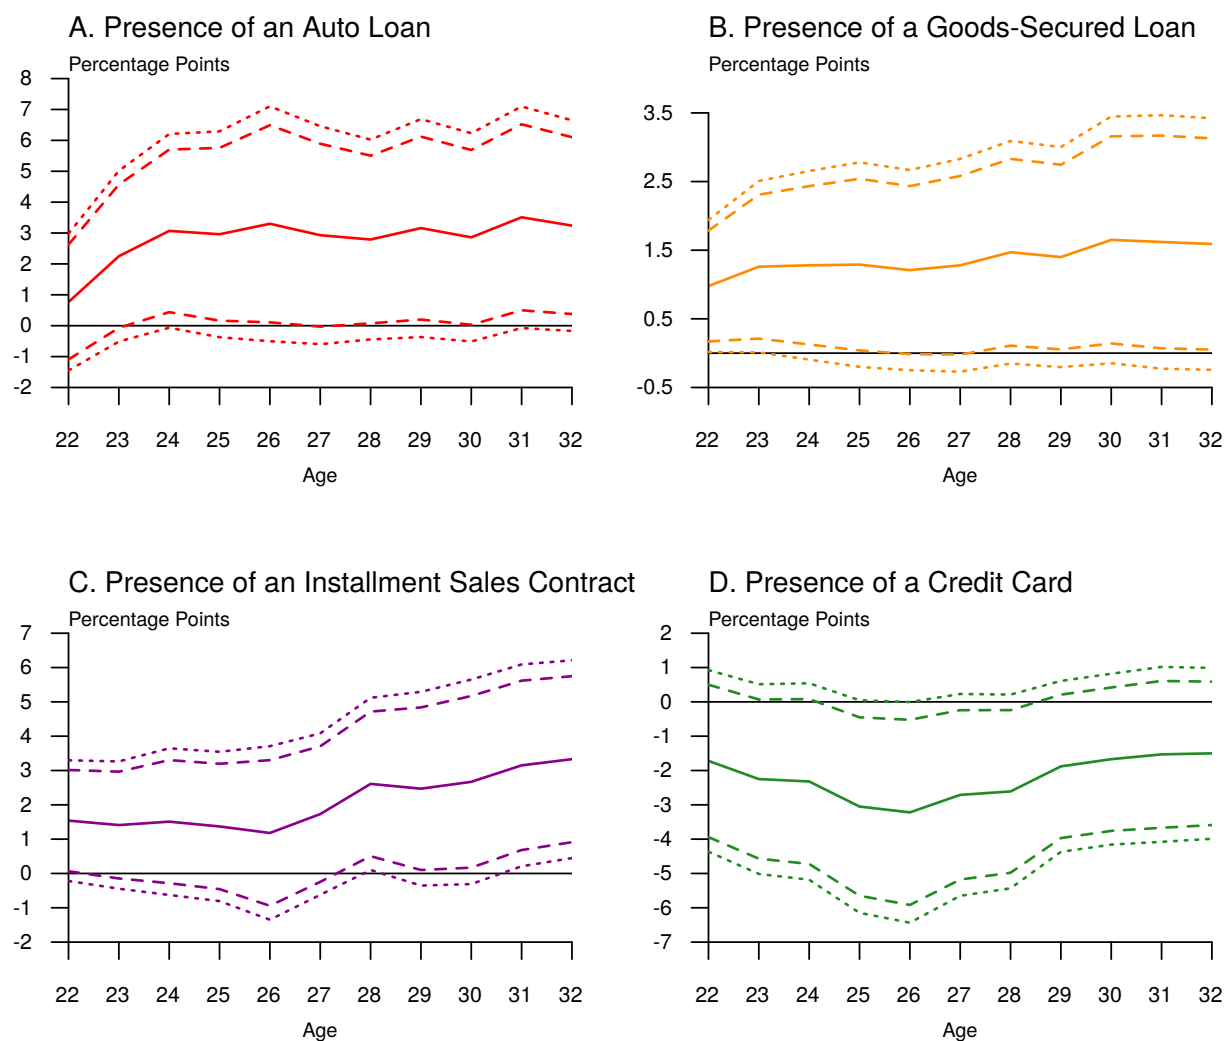 A. Presence of an Auto Loan
Percentage Points
8
7
6
5
4
3
2
1
0
-1
-2
22 23 24 25 26 27 28 29 30 31 32
Age
B. Presence of a Goods-Secured Loan
Percentage Points
3.5
2.5
1.5
0.5
-0.5
22 23 24 25 26 27 28 29 30 31 32
Age
C. Presence of an Installment Sales Contract
Percentage Points
7
6
5
4
3
2
1
0
-1
-2
22 23 24 25 26 27 28 29 30 31 32
Age
D. Presence of a Credit Card
Percentage Points
2
1
0
-1
-2
-3
-4
-5
-6
-7
22 23 24 25 26 27 28 29 30 31 32
Age